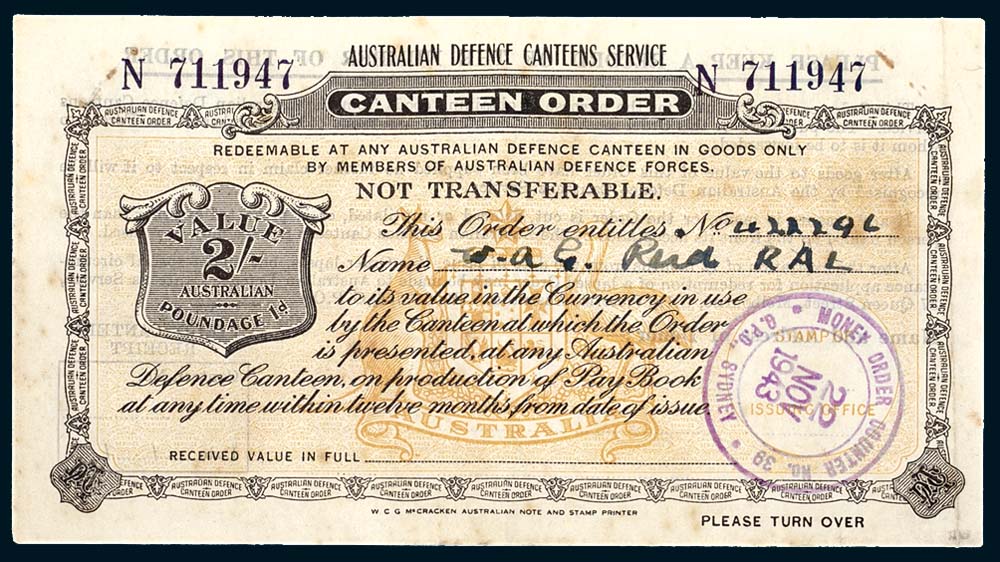 AUSTRALIAN DEFENCE CANTEENS SERVICE
N 711947 N 711947
CANTEEN ORDER
REDEEMABLE AT ANY AUSTRALIAN DEFENCE CANTEEN IN GOODS ONLY
BY MEMBERS OF AUSTRALIAN DEFENCE FORCES.
NOT TRANSFERABLE.
VALUE
2/-
AUSTRALIAN
POUNDAGE 1d
This Order entitles No
Name
to its value in the Currency in use
by the Canteen at which the Order
is presented, at any Australian
Defence Canteen, on production of Pay Book
at any time within twelve months from date of issue.
AUSTRALIA
STAMP OF
ISSUING OFFICE
MONEY ORDER COUNTER No. 39
G.P.O., SYDNEY
2 NOV
1943
RECEIVED VALUE IN FULL
AUSTRALIAN DEFENCE CANTEEN ORDER
W C G McCRACKEN AUSTRALIAN NOTE AND STAMP PRINTER
PLEASE TURN OVER